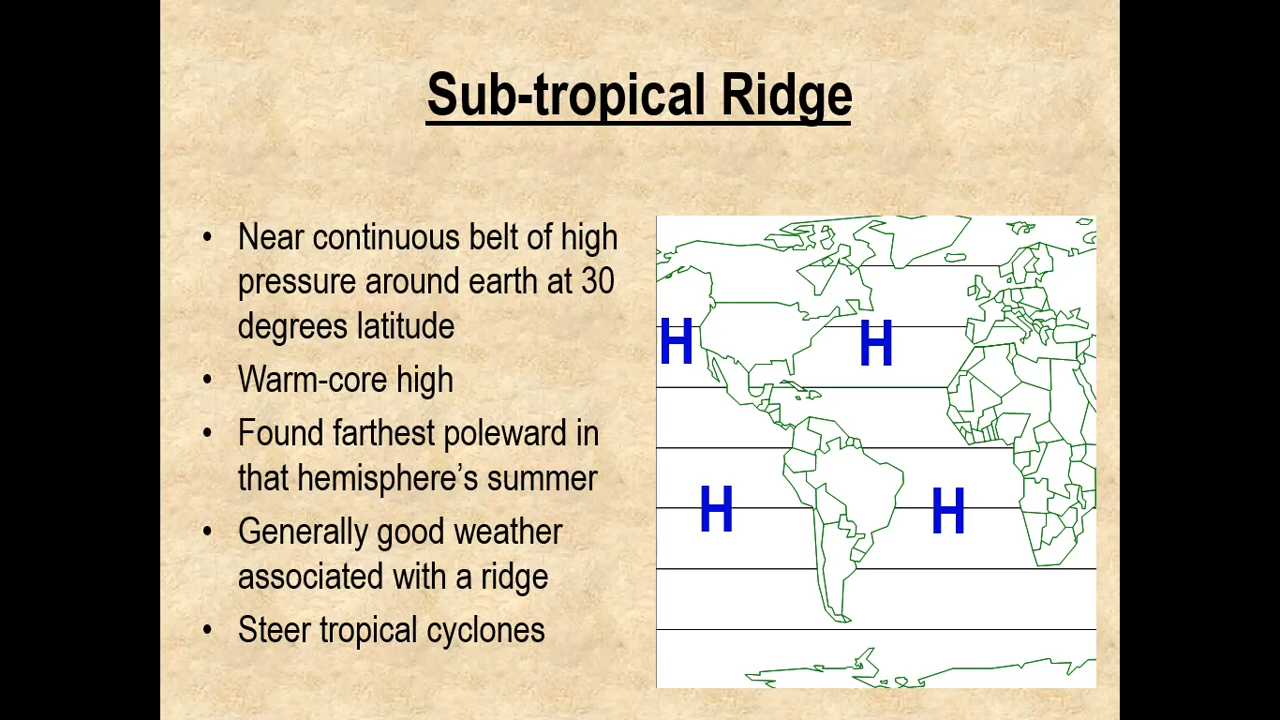 Sub-tropical Ridge
• Near continuous belt of high
pressure around earth at 30
degrees latitude
• Warm-core high
• Found farthest poleward in
that hemisphere’s summer
• Generally good weather
associated with a ridge
• Steer tropical cyclones
H H
H H